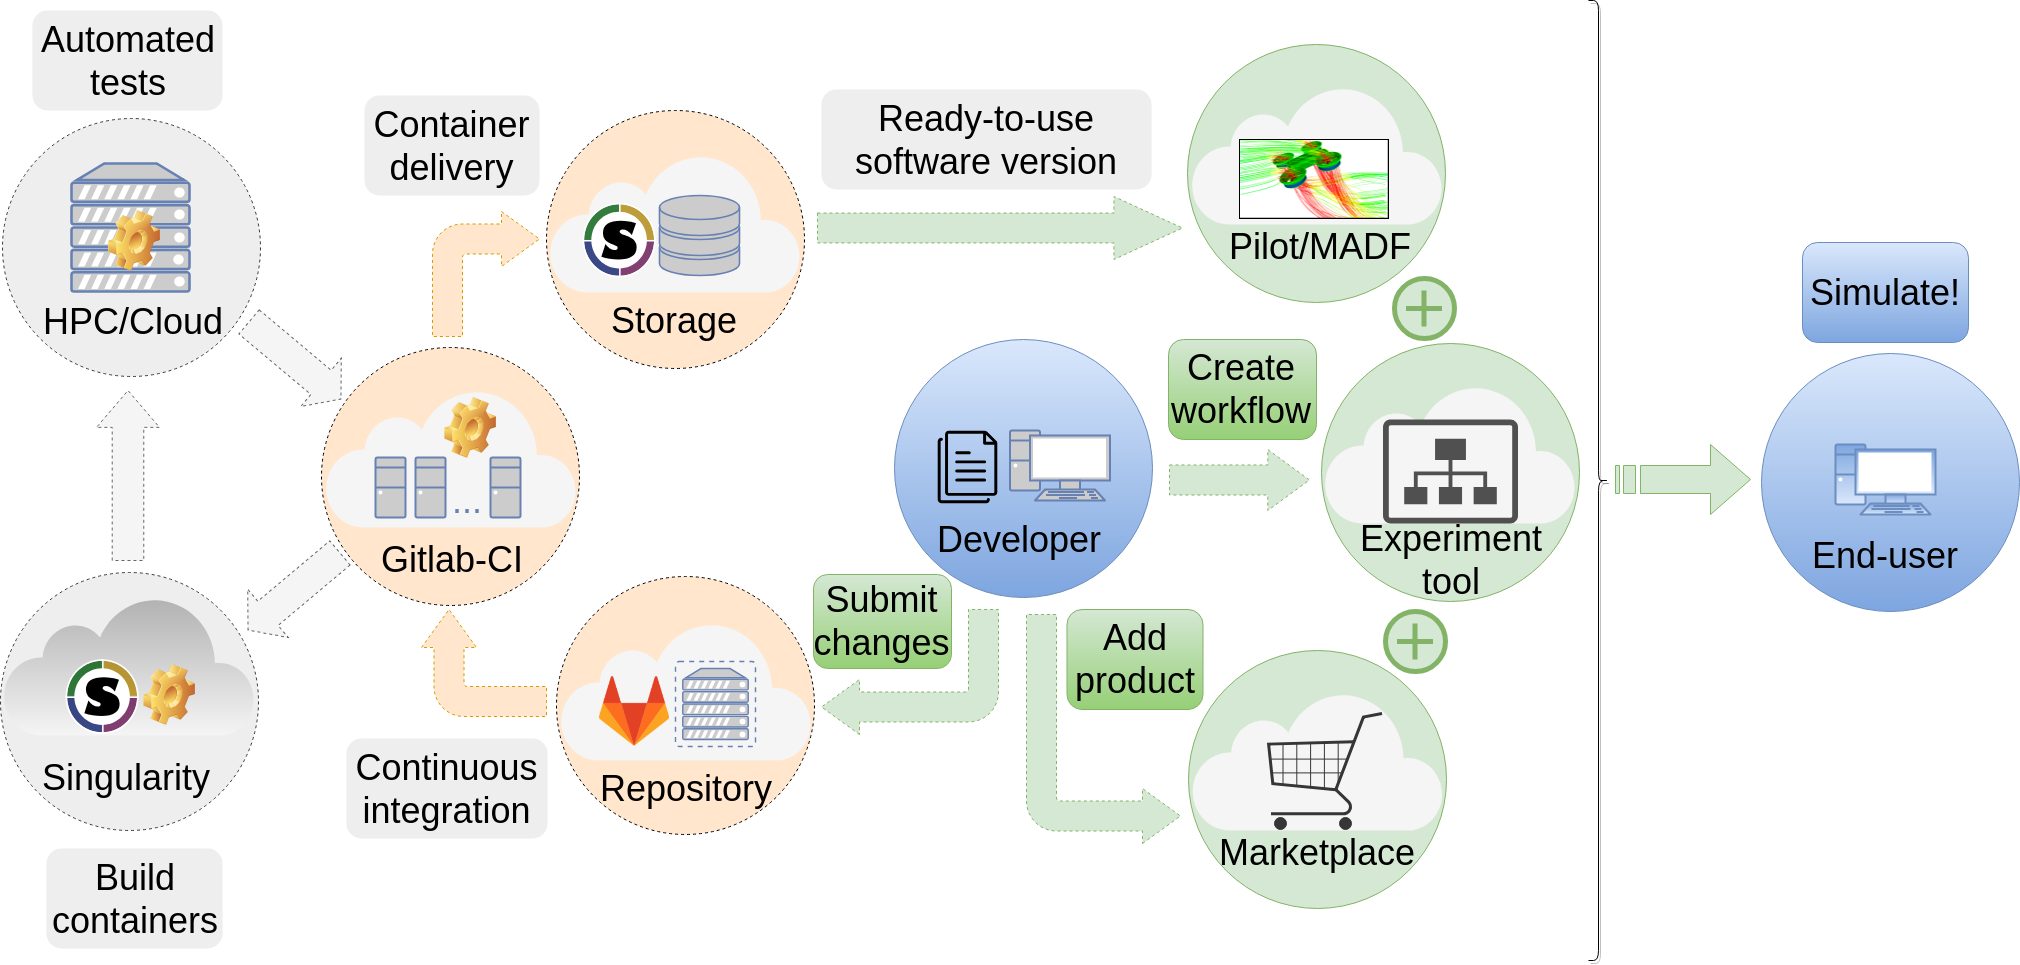 Automated
tests
HPC/Cloud
Container
delivery
Storage
Ready-to-use
software version
Pilot/MADF
Gitlab-CI
Developer
Create
workflow
Experiment
tool
Simulate!
End-user
Singularity
Build
containers
Continuous
integration
Repository
Submit
changes
Add
product
Marketplace